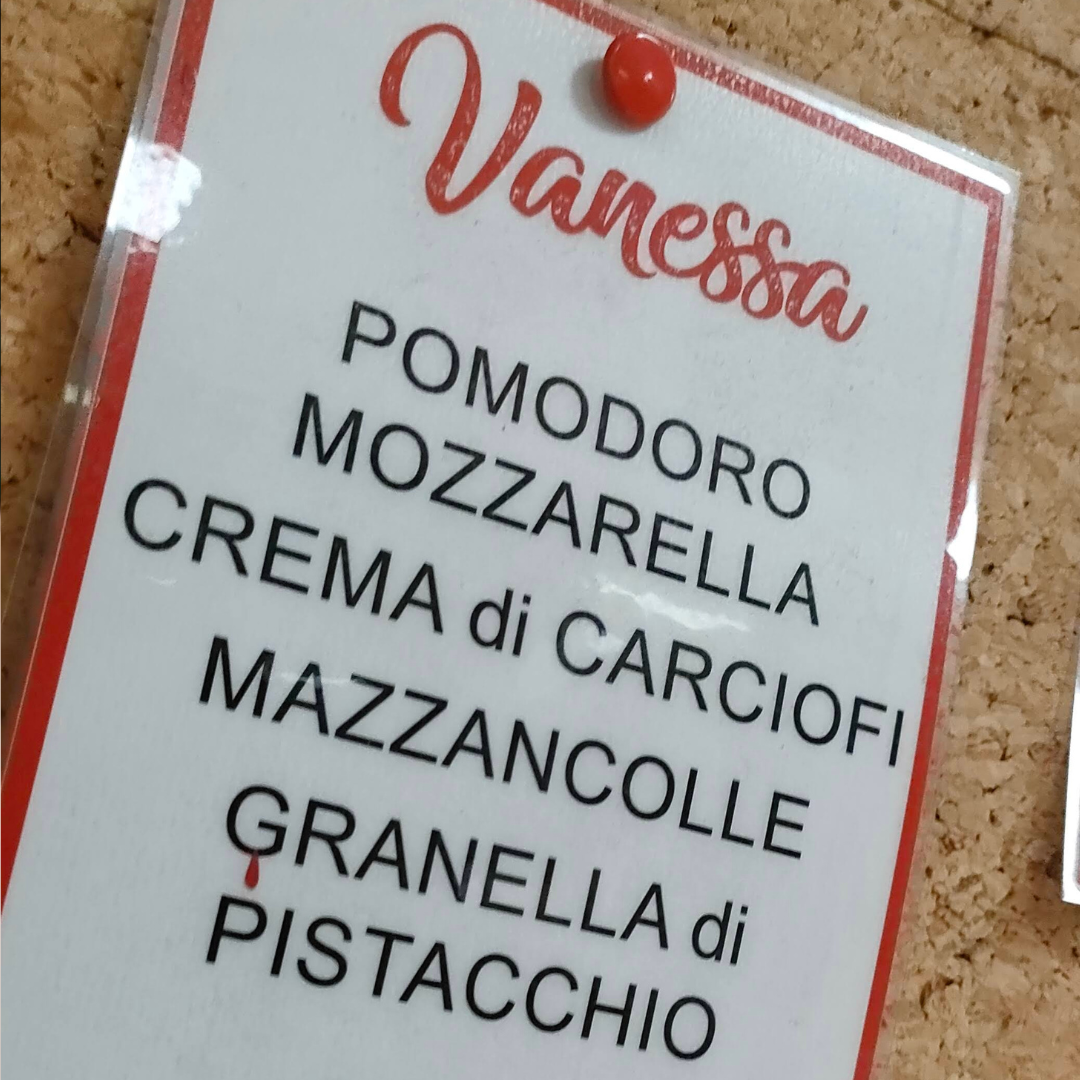 Vanessa
POMODORO
MOZZARELLA
CREMA di CARCIOFI
MAZZANCOLLE
GRANELLA di
PISTACCHIO